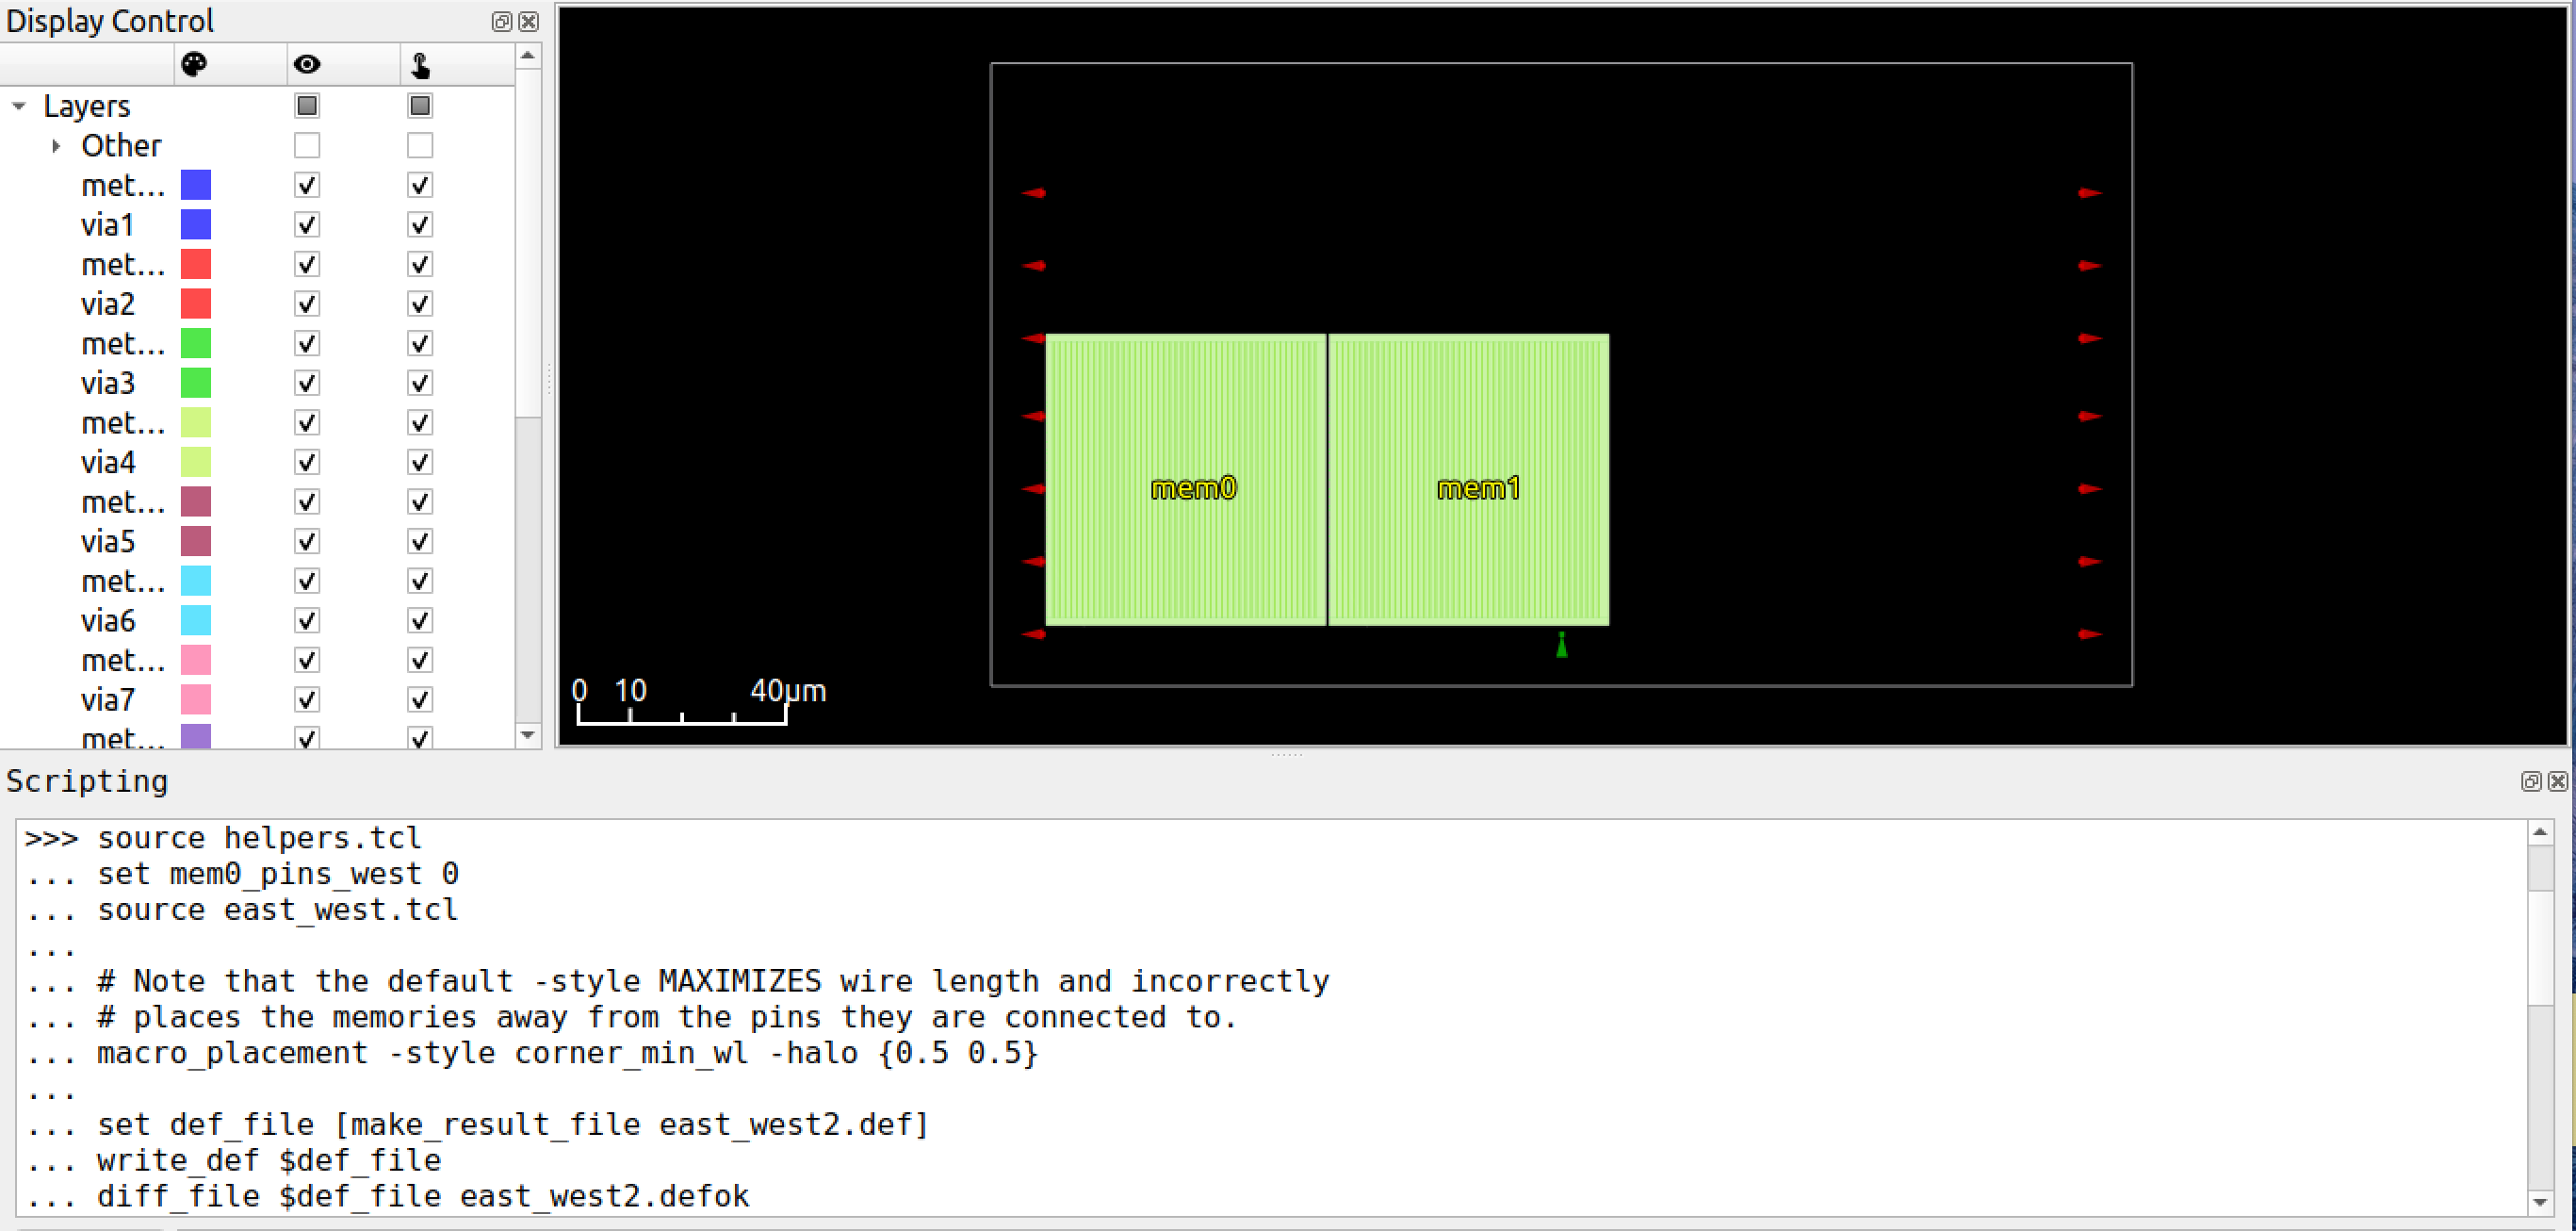 Display Control
Layers
Other
met...
via1
met...
via2
met...
via3
met...
via4
met...
via5
met...
via6
met...
via7
met...
mem0 mem1
0 10 40µm
Scripting
>>> source helpers.tcl
... set mem0_pins_west 0
... source east_west.tcl
...
... # Note that the default -style MAXIMIZES wire length and incorrectly
... # places the memories away from the pins they are connected to.
... macro_placement -style corner_min_wl -halo {0.5 0.5}
...
... set def_file [make_result_file east_west2.def]
... write_def $def_file
... diff_file $def_file east_west2.defok